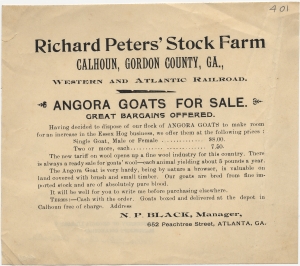 401
Richard Peters' Stock Farm
CALHOUN, GORDON COUNTY, GA.,
WESTERN AND ATLANTIC RAILROAD.
ANGORA GOATS FOR SALE.
GREAT BARGAINS OFFERED.
Having decided to dispose of our flock of ANGORA GOATS to make room
for an increase in the Essex Hog business, we offer them at the following prices:
Single Goat, Male or Female $8.00.
Two or more, each 7.50.
The new tariff on wool opens up a fine wool industry for this country. There
is always a ready sale for goats' wool—each animal yielding about 5 pounds a year.
The Angora Goat is very hardy, being by nature a browser, is valuable on
land covered with brush and small timber. Our goats are bred from fine im-
ported stock and are of absolutely pure blood.
It will be well for you to write me before purchasing elsewhere.
TERMS:—Cash with the order. Goats boxed and delivered at the depot in
Calhoun free of charge. Address
N. P. BLACK, Manager,
652 Peachtree Street, ATLANTA, GA.